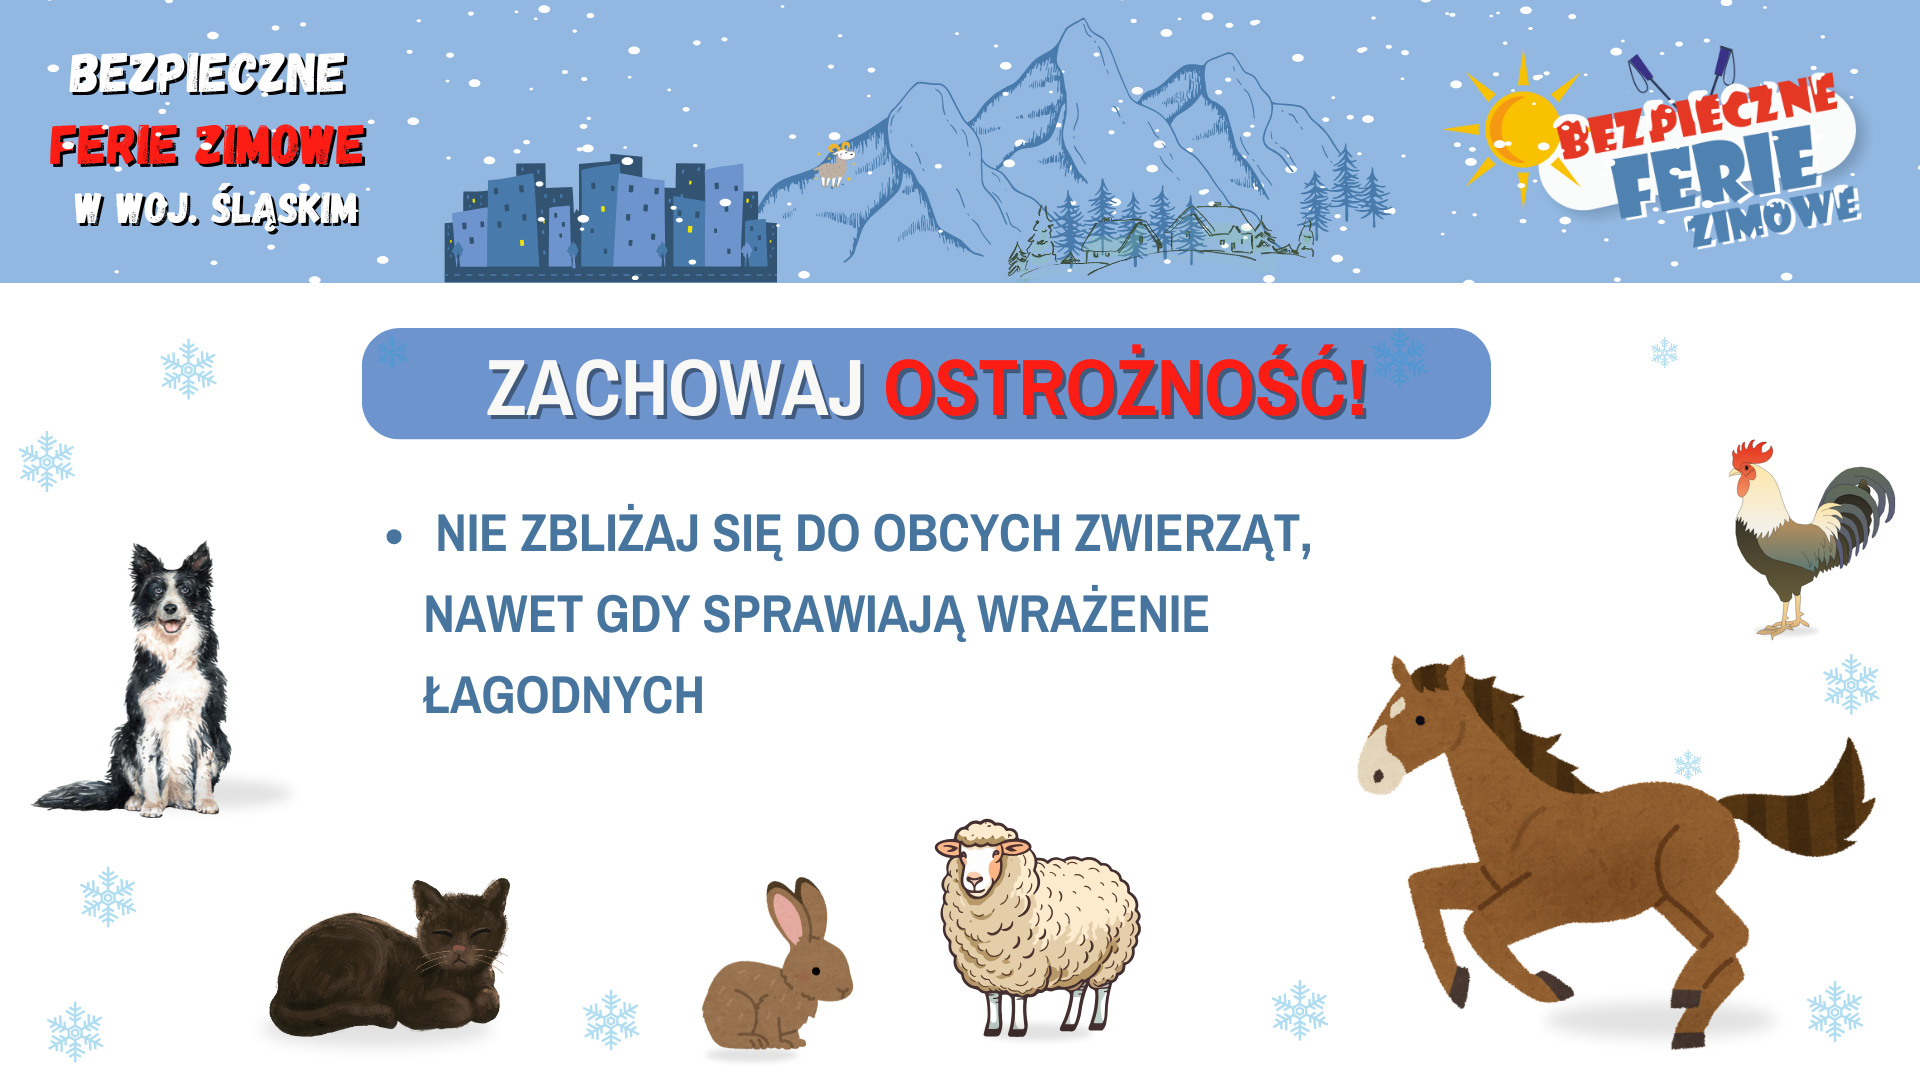 BEZPIECZNE
FERIE ZIMOWE
W WOJ. ŚLĄSKIM
BEZPIECZNE
FERIE
ZIMOWE
ZACHOWAJ OSTROŻNOŚĆ!
• NIE ZBLIŻAJ SIĘ DO OBCYCH ZWIERZĄT,
NAWET GDY SPRAWIAJĄ WRAŻENIE
ŁAGODNYCH